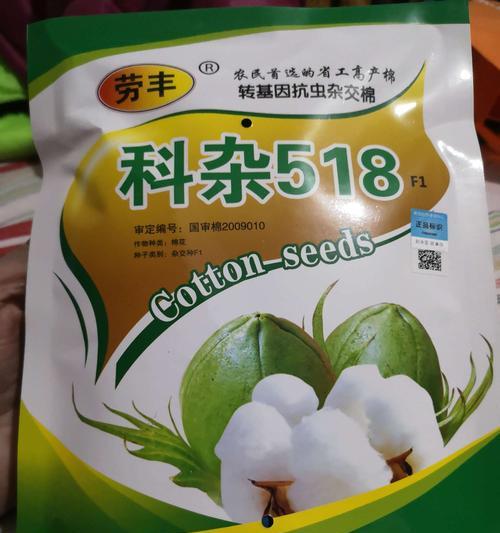 劳丰®
农民首选的省工高产棉
转基因抗虫杂交棉
科杂518 F1
审定编号：国审棉2009010
作物种类：棉花
种子类别：杂交种F1
Cotton seeds
正品标识